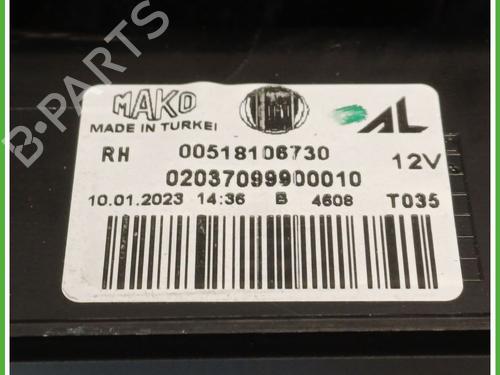 B-PARTS
MAKO
AL
MADE IN TURKEI
RH 00518106730 12V
02037099900010
10.01.2023 14:36 B 4608 T035